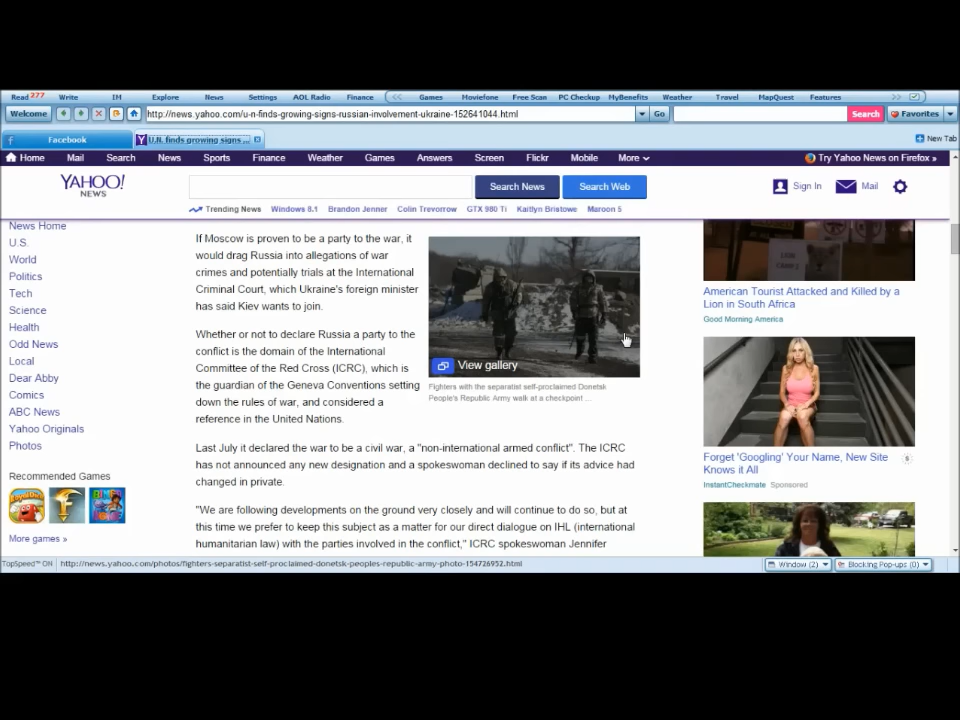 Read 277 Write IM Explore News Settings AOL Radio Finance Games Moviefone Free Scan PC Checkup MyBenefits Weather Travel MapQuest Features
Welcome http://news.yahoo.com/u-n-finds-growing-signs-russian-involvement-ukraine-152641044.html Go Search Favorites
Facebook U.N. finds growing signs ... New Tab
Home Mail Search News Sports Finance Weather Games Answers Screen Flickr Mobile More Try Yahoo News on Firefox »
YAHOO!
NEWS
Search News Search Web Sign In Mail
Trending News Windows 8.1 Brandon Jenner Colin Trevorrow GTX 980 Ti Kaitlyn Bristowe Maroon 5
News Home
U.S.
World
Politics
Tech
Science
Health
Odd News
Local
Dear Abby
Comics
ABC News
Yahoo Originals
Photos
Recommended Games
More games »
If Moscow is proven to be a party to the war, it
would drag Russia into allegations of war
crimes and potentially trials at the International
Criminal Court, which Ukraine's foreign minister
has said Kiev wants to join.
Whether or not to declare Russia a party to the
conflict is the domain of the International
Committee of the Red Cross (ICRC), which is
the guardian of the Geneva Conventions setting
down the rules of war, and considered a
reference in the United Nations.
View gallery
Fighters with the separatist self-proclaimed Donetsk
People's Republic Army walk at a checkpoint ...
Last July it declared the war to be a civil war, a "non-international armed conflict". The ICRC
has not announced any new designation and a spokeswoman declined to say if its advice had
changed in private.
"We are following developments on the ground very closely and will continue to do so, but at
this time we prefer to keep this subject as a matter for our direct dialogue on IHL (international
humanitarian law) with the parties involved in the conflict," ICRC spokeswoman Jennifer
American Tourist Attacked and Killed by a
Lion in South Africa
Good Morning America
Forget 'Googling' Your Name, New Site
Knows it All
InstantCheckmate Sponsored
TopSpeed™ ON http://news.yahoo.com/photos/fighters-separatist-self-proclaimed-donetsk-peoples-republic-army-photo-154726952.html Window (2) Blocking Pop-ups (0)